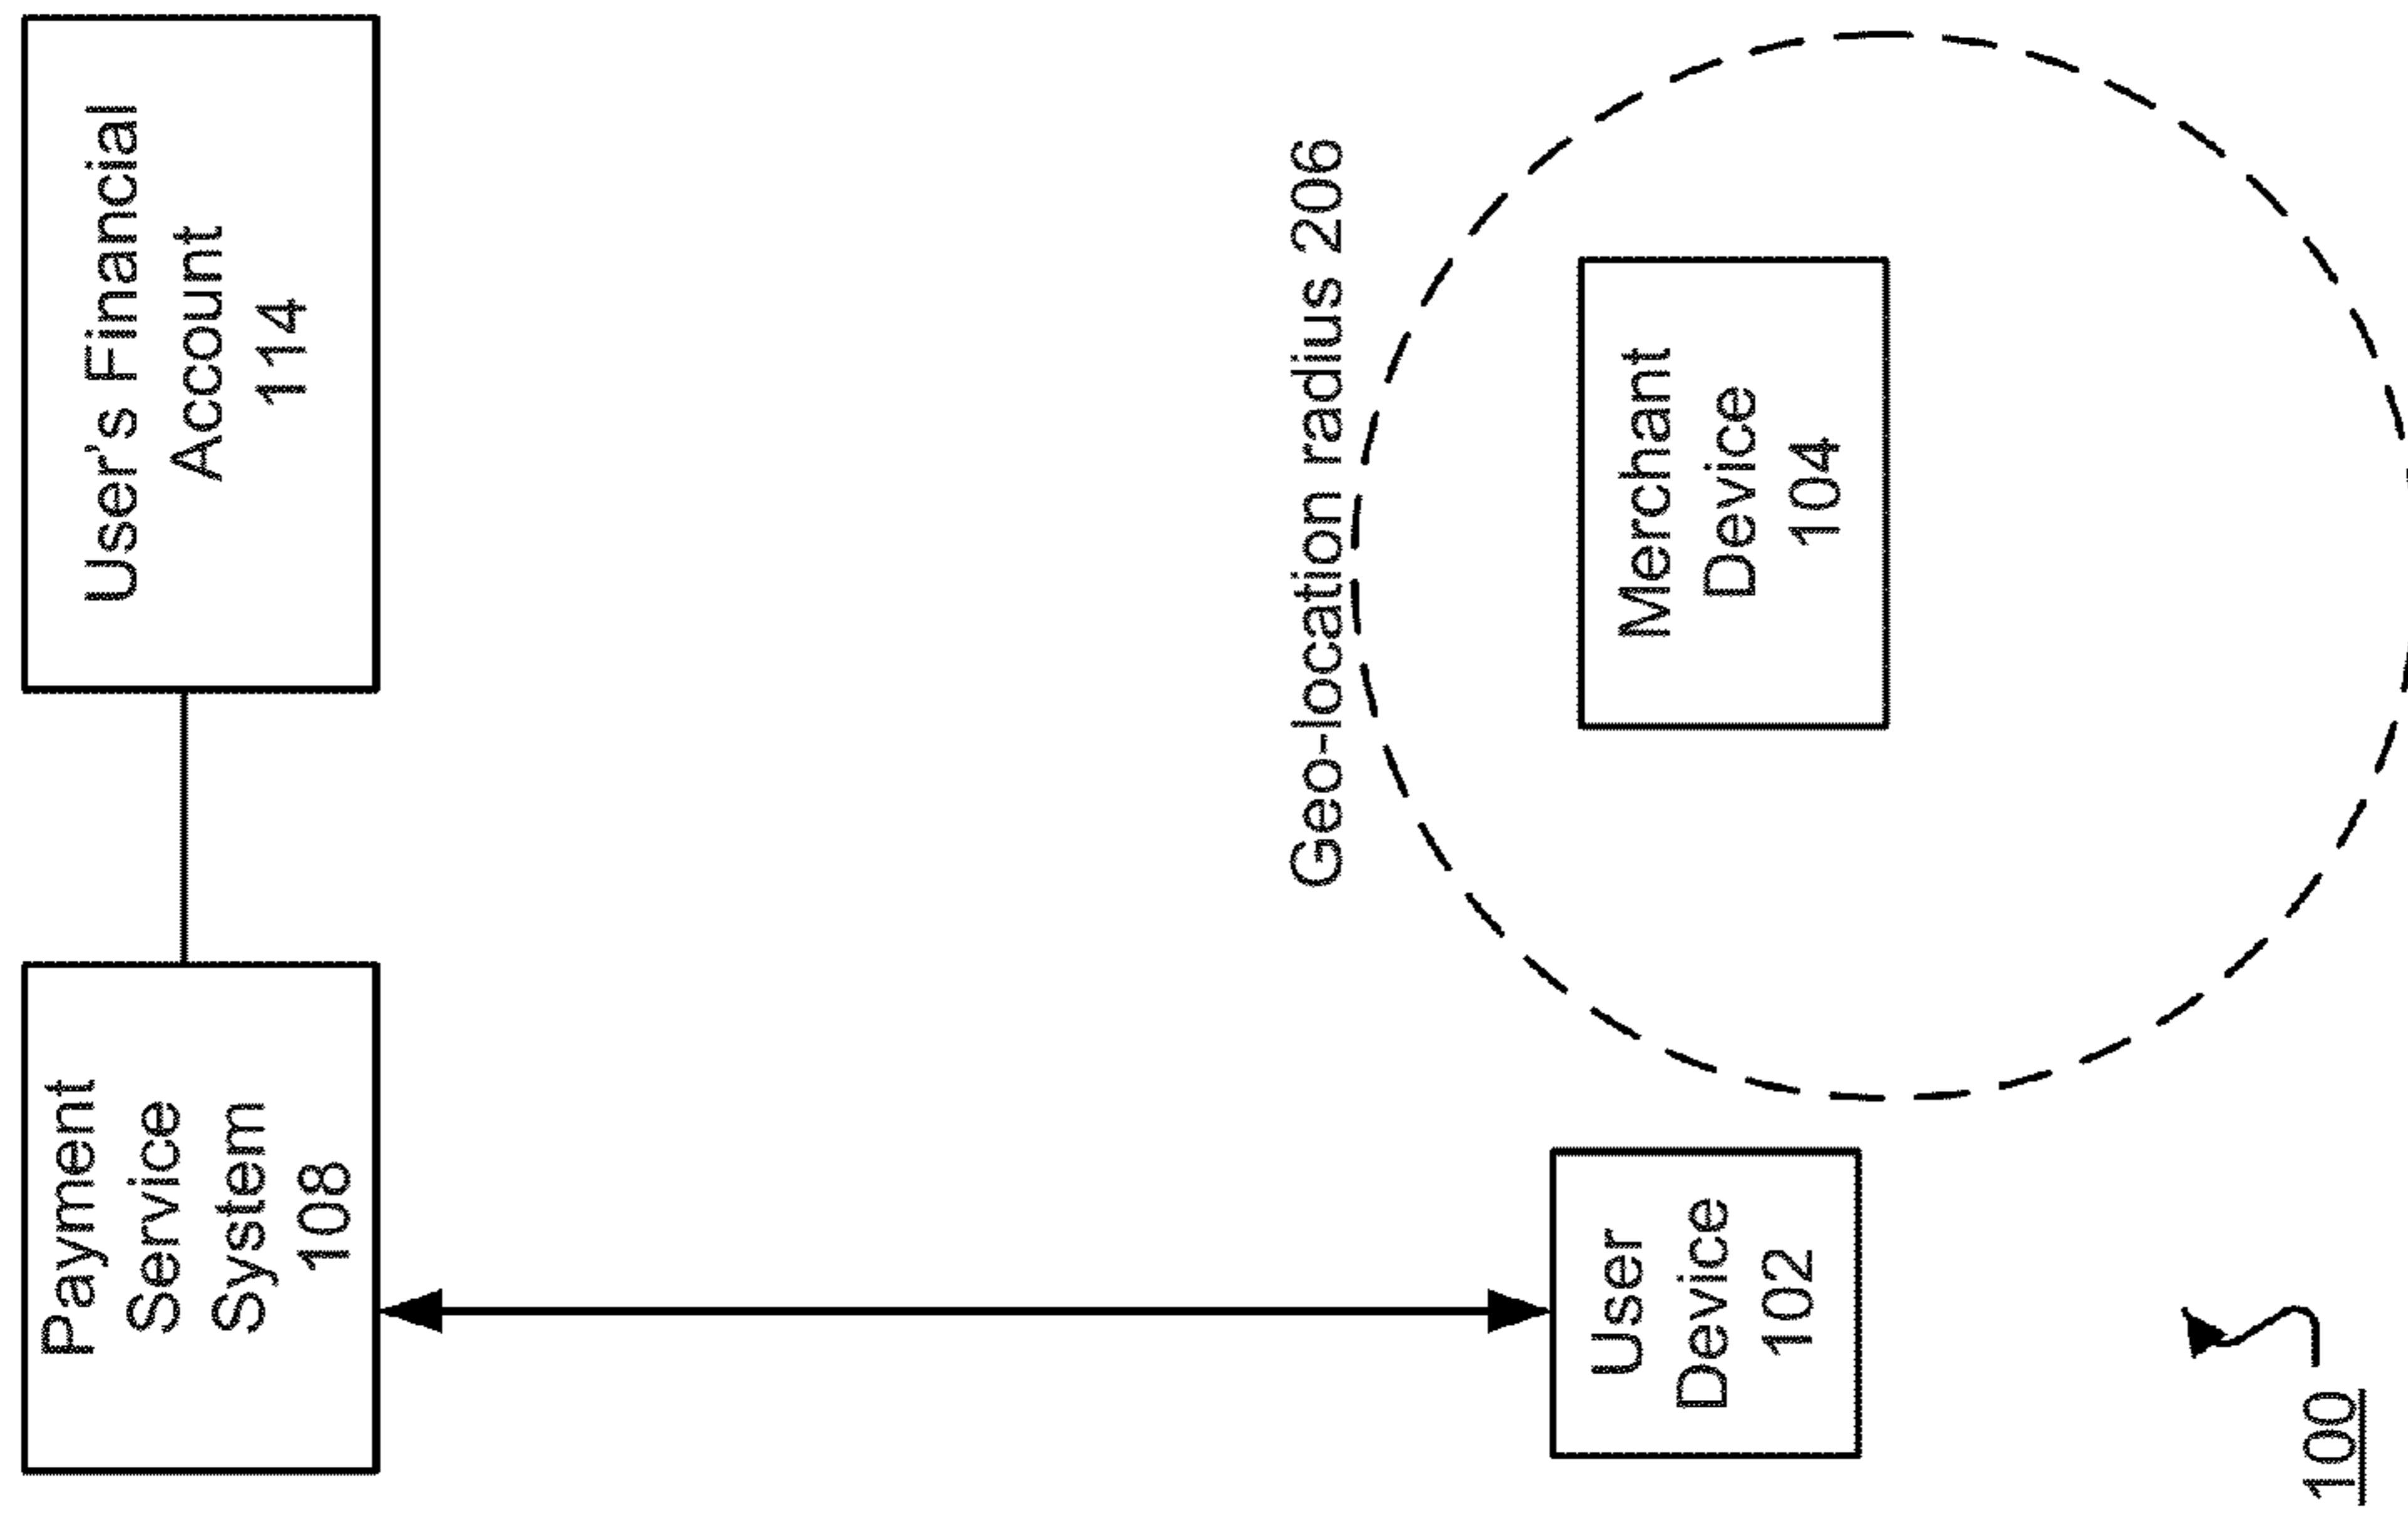 Payment
Service
System
108
User's Financial
Account
114
Geo-location radius 206
User
Device
102
Merchant
Device
104
100